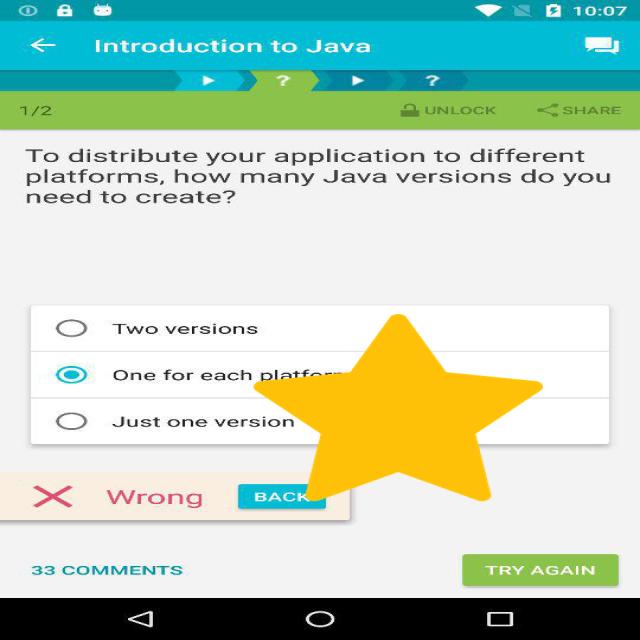 10:07
Introduction to Java
? ?
1/2 UNLOCK SHARE
To distribute your application to different
platforms, how many Java versions do you
need to create?
Two versions
One for each platform
Just one version
Wrong BACK
33 COMMENTS TRY AGAIN